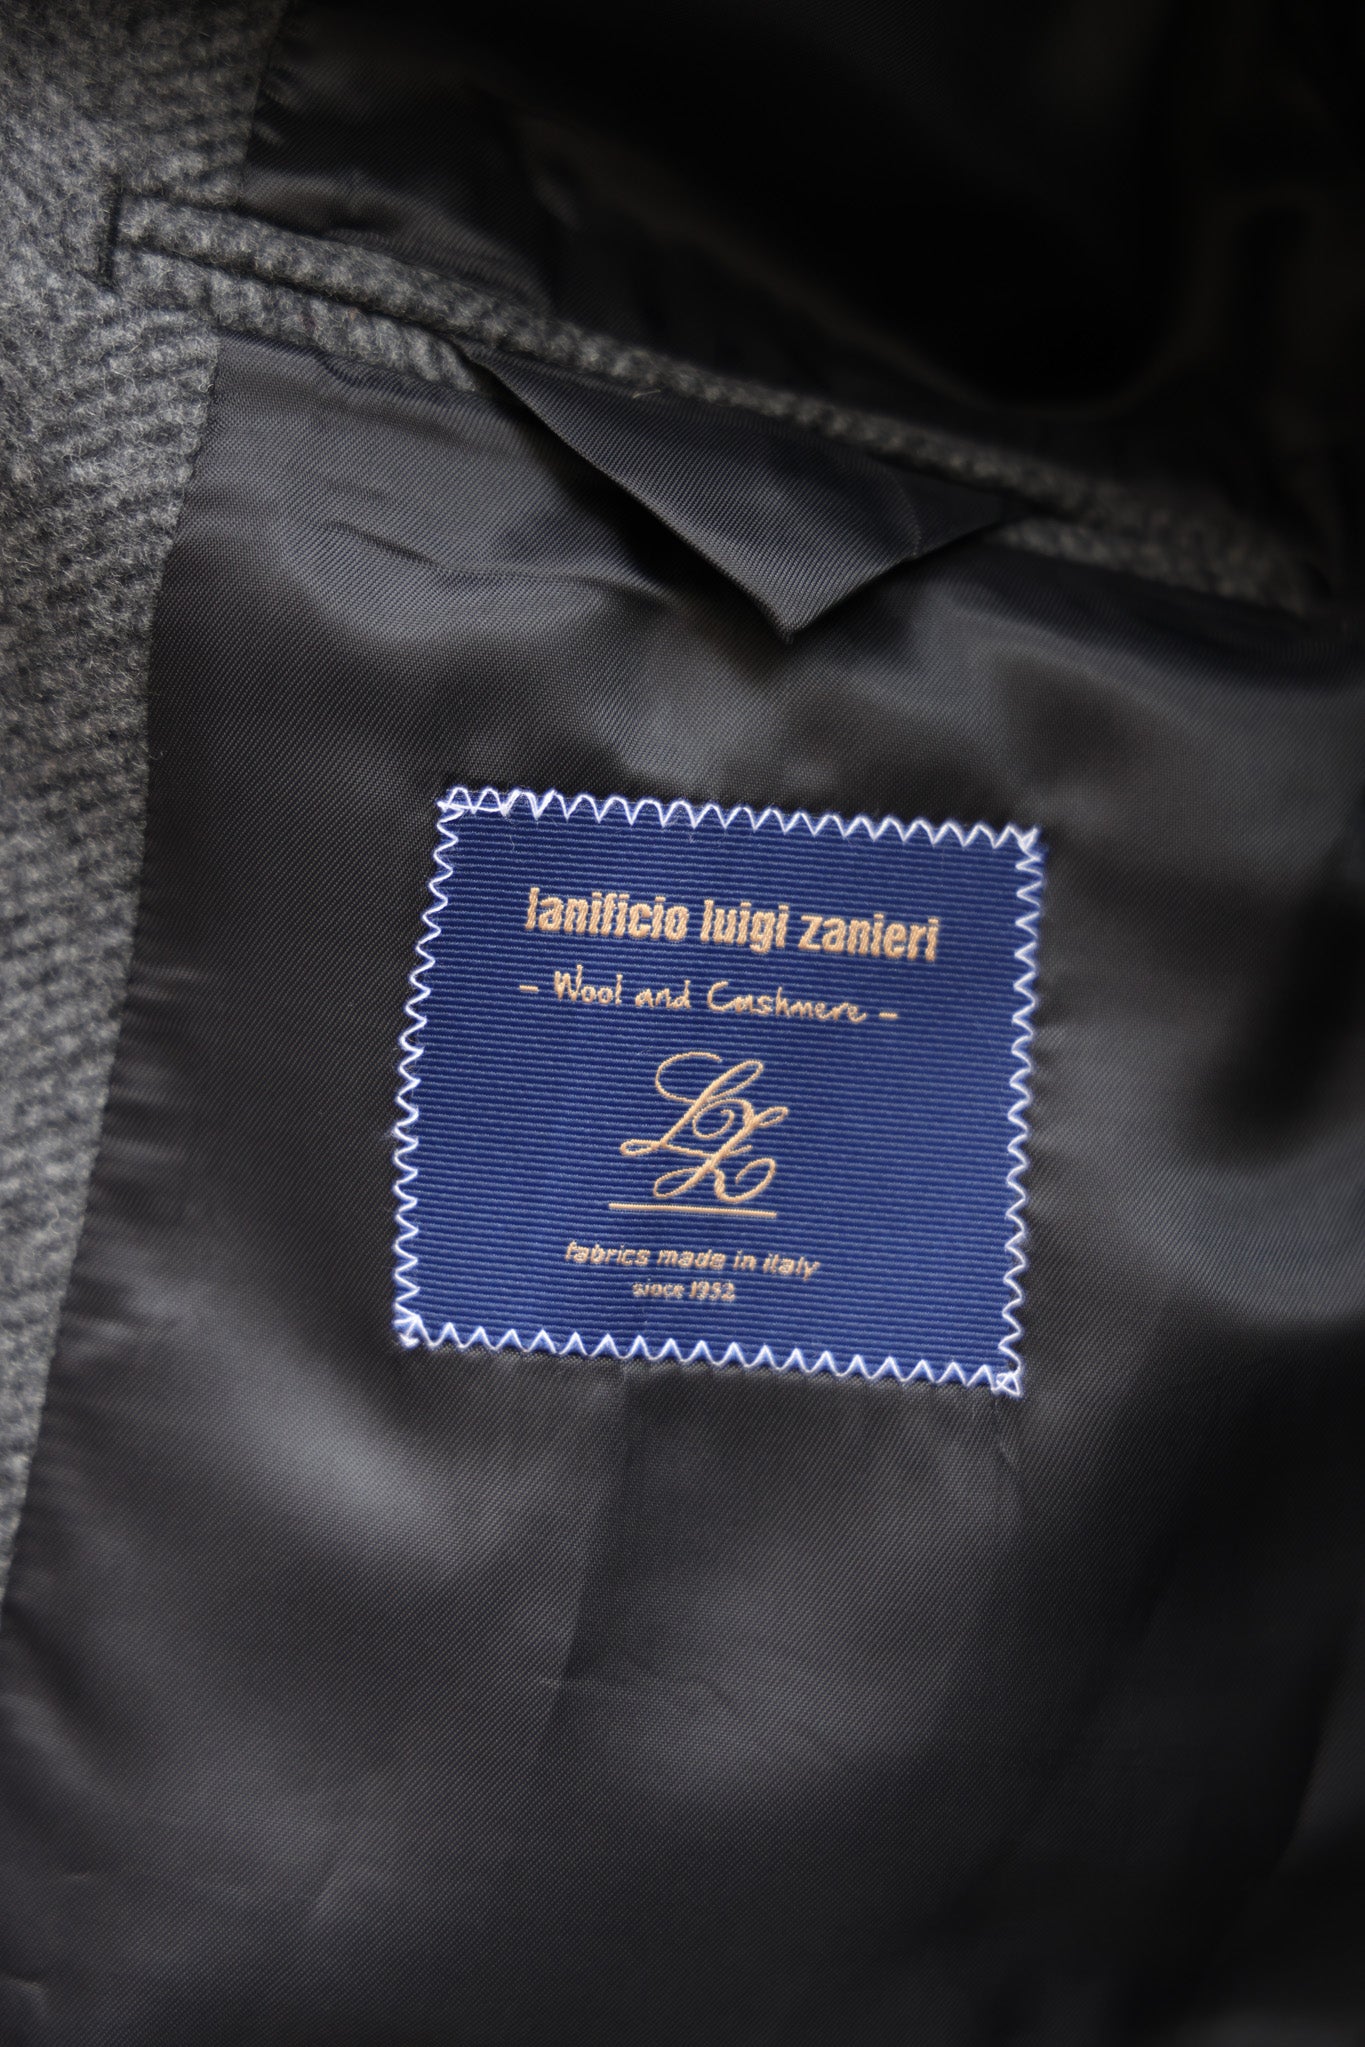 lanificio luigi zanieri
- Wool and Cashmere -
LZ
fabrics made in italy
since 1952